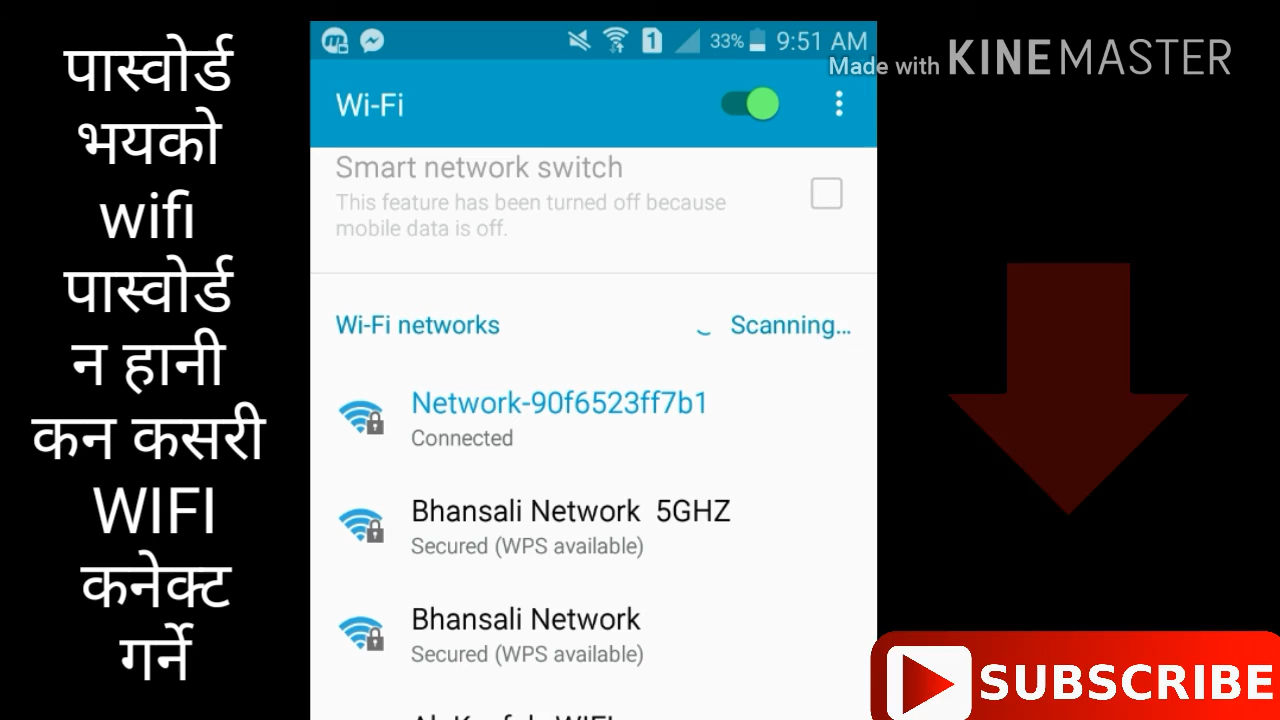 पास्वोर्ड
भयको
wifi
पास्वोर्ड
न हानी
कन कसरी
WIFI
कनेक्ट
गर्ने
1 33% 9:51 AM
Made with KINEMASTER
Wi-Fi
Smart network switch
This feature has been turned off because
mobile data is off.
Wi-Fi networks Scanning...
Network-90f6523ff7b1
Connected
Bhansali Network 5GHZ
Secured (WPS available)
Bhansali Network
Secured (WPS available)
SUBSCRIBE